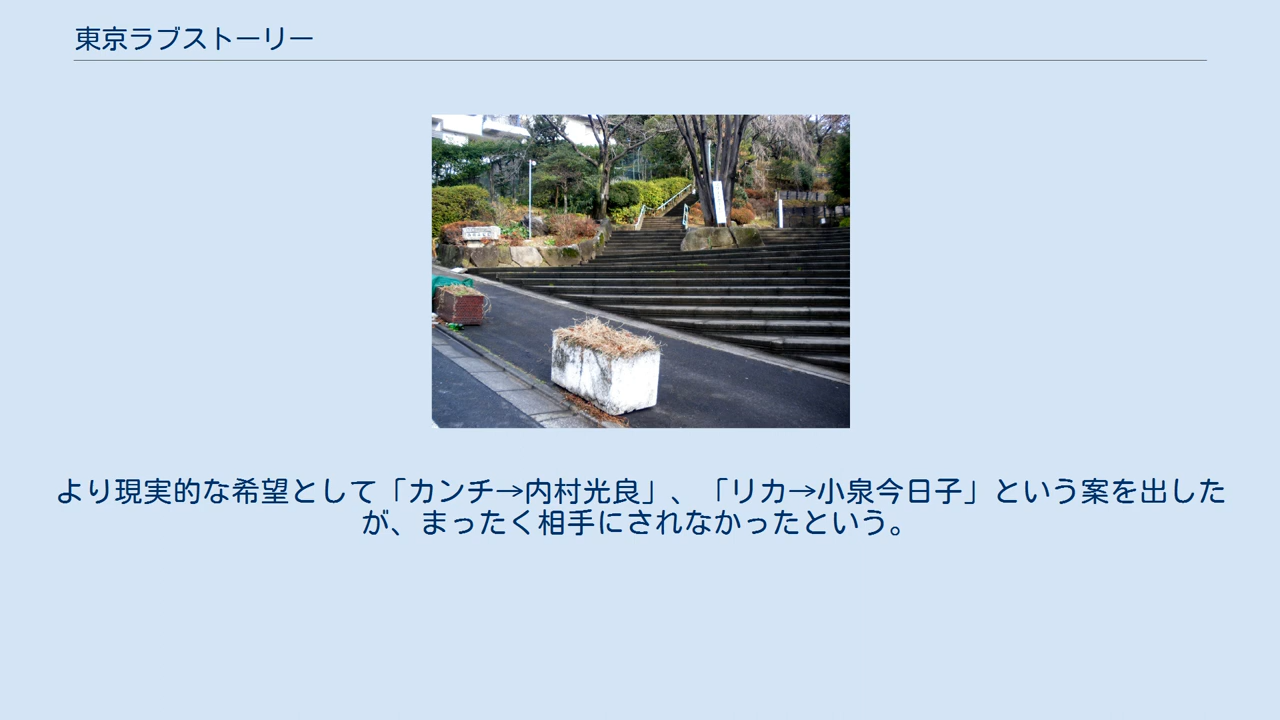 東京ラブストーリー
より現実的な希望として「カンチ→内村光良」、「リカ→小泉今日子」という案を出した
が、まったく相手にされなかったという。